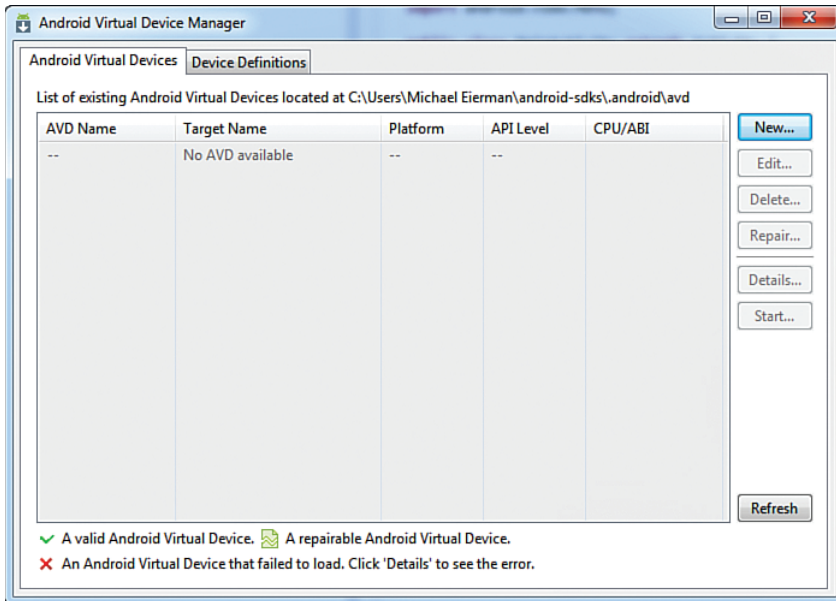 Android Virtual Device Manager
Android Virtual Devices
Device Definitions
List of existing Android Virtual Devices located at C:\Users\Michael Eierman\android-sdks\.android\avd
AVD Name Target Name Platform API Level CPU/ABI
-- No AVD available -- --
New...
Edit...
Delete...
Repair...
Details...
Start...
Refresh
A valid Android Virtual Device. A repairable Android Virtual Device.
An Android Virtual Device that failed to load. Click 'Details' to see the error.